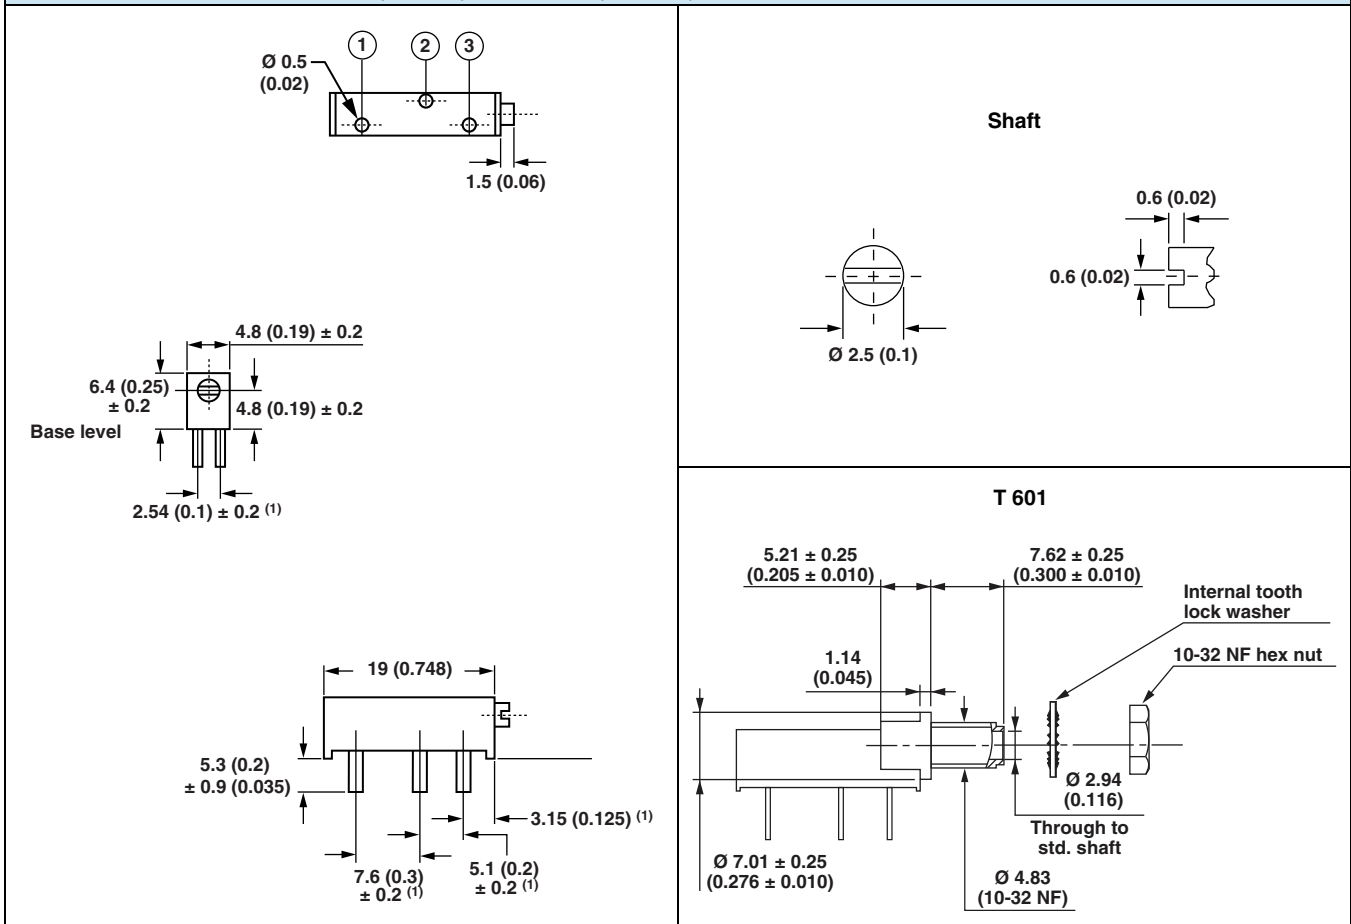 1
2
3
Ø 0.5
(0.02)
1.5 (0.06)
4.8 (0.19) ± 0.2
6.4 (0.25)
± 0.2
4.8 (0.19) ± 0.2
Base level
2.54 (0.1) ± 0.2 (1)
19 (0.748)
5.3 (0.2)
± 0.9 (0.035)
3.15 (0.125) (1)
7.6 (0.3)
± 0.2 (1)
5.1 (0.2)
± 0.2 (1)
Shaft
0.6 (0.02)
0.6 (0.02)
Ø 2.5 (0.1)
T 601
5.21 ± 0.25
(0.205 ± 0.010)
7.62 ± 0.25
(0.300 ± 0.010)
Internal tooth
lock washer
1.14
(0.045)
10-32 NF hex nut
Ø 2.94
(0.116)
Through to
std. shaft
Ø 7.01 ± 0.25
(0.276 ± 0.010)
Ø 4.83
(10-32 NF)